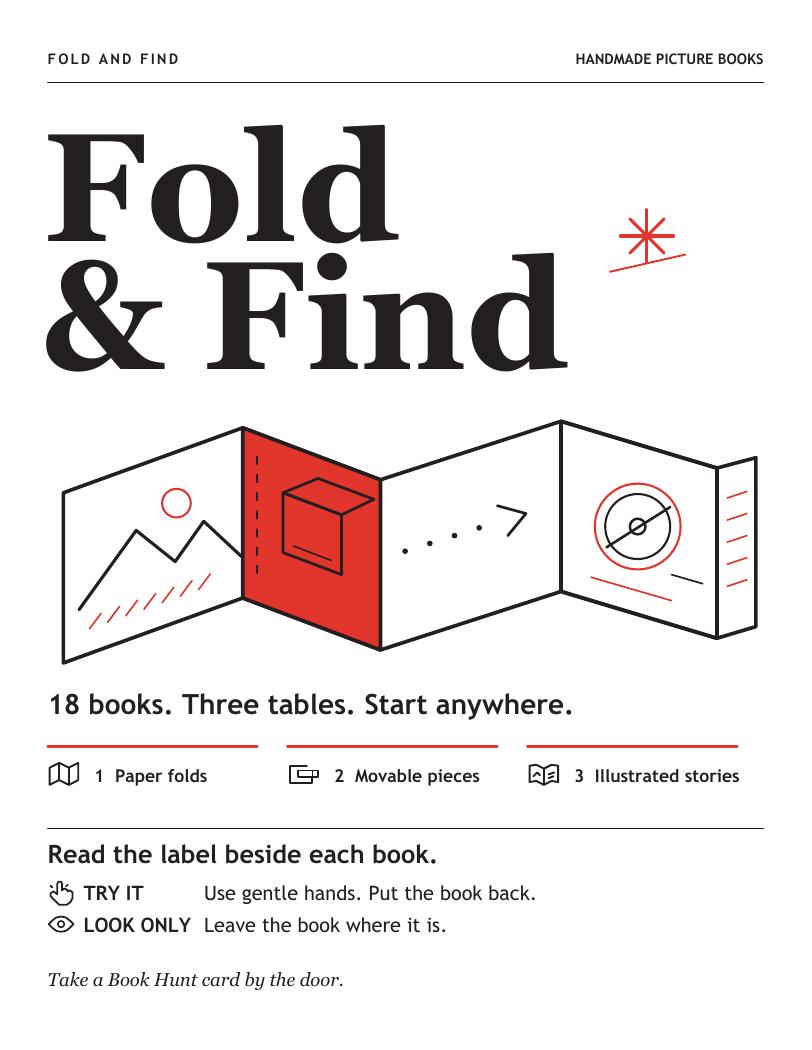 FOLD AND FIND
HANDMADE PICTURE BOOKS
Fold
& Find
18 books. Three tables. Start anywhere.
1 Paper folds
2 Movable pieces
3 Illustrated stories
Read the label beside each book.
TRY IT Use gentle hands. Put the book back.
LOOK ONLY Leave the book where it is.
Take a Book Hunt card by the door.